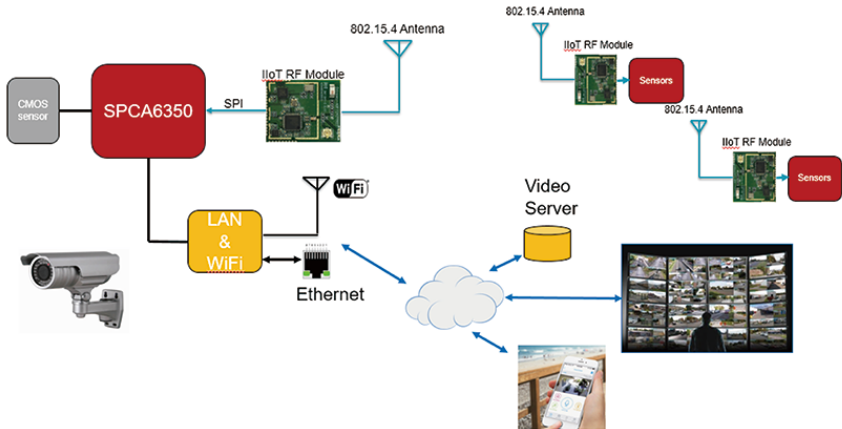 802.15.4 Antenna
IIoT RF Module
CMOS
sensor
SPCA6350
SPI
802.15.4 Antenna
IIoT RF Module
Sensors
802.15.4 Antenna
IIoT RF Module
Sensors
LAN
&
WiFi
WiFi
Ethernet
Video
Server